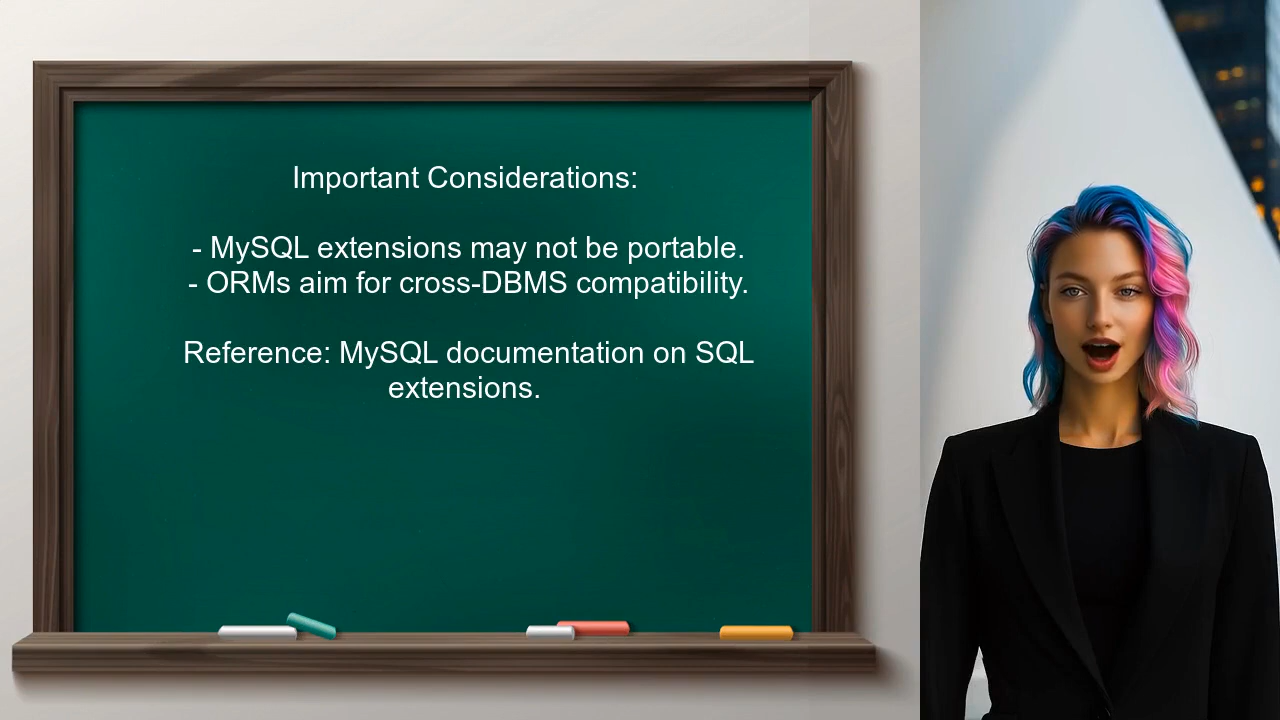 Important Considerations:
- MySQL extensions may not be portable.
- ORMs aim for cross-DBMS compatibility.
Reference: MySQL documentation on SQL
extensions.